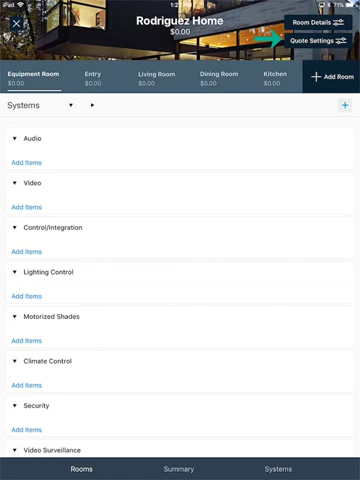 iPad
71%
Rodriguez Home
$0.00
Room Details
Quote Settings
Equipment Room
$0.00
Entry
$0.00
Living Room
$0.00
Dining Room
$0.00
Kitchen
$0.00
Add Room
Systems
Audio
Add Items
Video
Add Items
Control/Integration
Add Items
Lighting Control
Add Items
Motorized Shades
Add Items
Climate Control
Add Items
Security
Add Items
Video Surveillance
Rooms
Summary
Systems